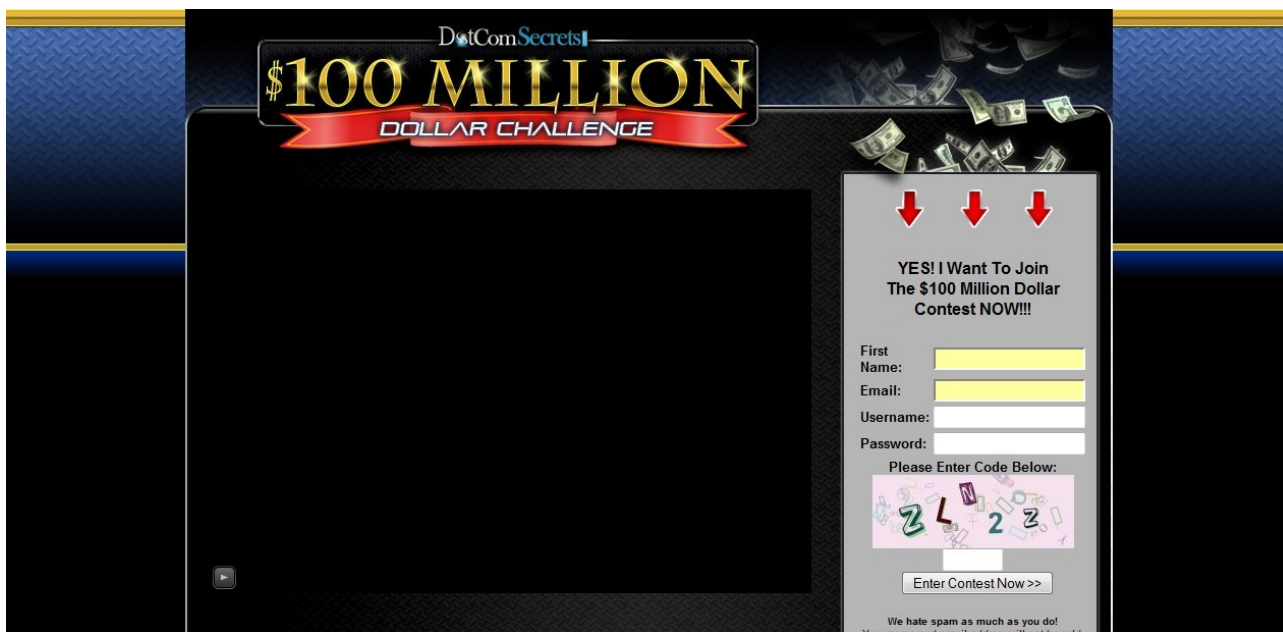 DotComSecrets
$100 MILLION
DOLLAR CHALLENGE
YES! I Want To Join
The $100 Million Dollar
Contest NOW!!!
First
Name:
Email:
Username:
Password:
Please Enter Code Below:
ZLN2Z
Enter Contest Now >>
We hate spam as much as you do!